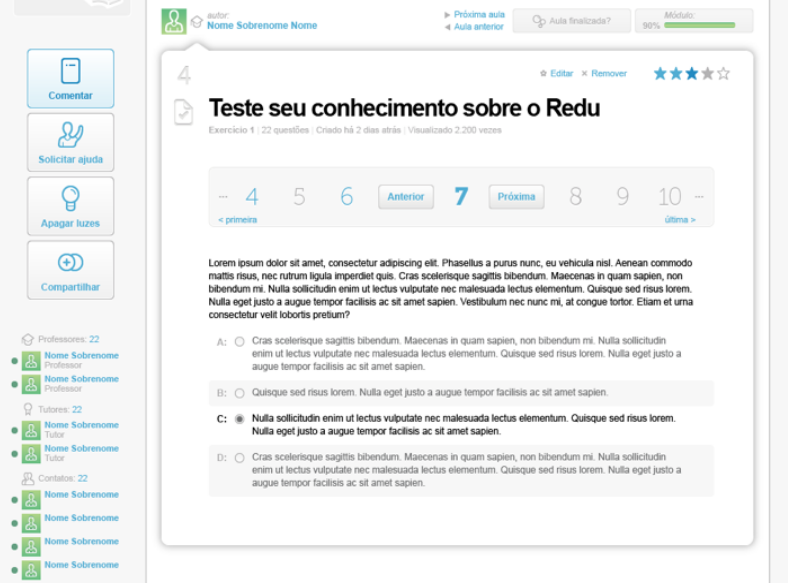 autor:
Nome Sobrenome Nome
Próxima aula
Aula anterior
Aula finalizada?
Módulo:
90%
4
Editar × Remover
Teste seu conhecimento sobre o Redu
Exercício 1 | 22 questões | Criado há 2 dias atrás | Visualizado 2.200 vezes
... 4 5 6 Anterior 7 Próxima 8 9 10 ...
< primeira
última >
Lorem ipsum dolor sit amet, consectetur adipiscing elit. Phasellus a purus nunc, eu vehicula nisl. Aenean commodo
mattis risus, nec rutrum ligula imperdiet quis. Cras scelerisque sagittis bibendum. Maecenas in quam sapien, non
bibendum mi. Nulla sollicitudin enim ut lectus vulputate nec malesuada lectus elementum. Quisque sed risus lorem.
Nulla eget justo a augue tempor facilisis ac sit amet sapien. Vestibulum nec nunc mi, at congue tortor. Etiam et urna
consectetur velit lobortis pretium?
A: Cras scelerisque sagittis bibendum. Maecenas in quam sapien, non bibendum mi. Nulla sollicitudin
enim ut lectus vulputate nec malesuada lectus elementum. Quisque sed risus lorem. Nulla eget justo a
augue tempor facilisis ac sit amet sapien.
B: Quisque sed risus lorem. Nulla eget justo a augue tempor facilisis ac sit amet sapien.
C: Nulla sollicitudin enim ut lectus vulputate nec malesuada lectus elementum. Quisque sed risus lorem.
Nulla eget justo a augue tempor facilisis ac sit amet sapien.
D: Cras scelerisque sagittis bibendum. Maecenas in quam sapien, non bibendum mi. Nulla sollicitudin
enim ut lectus vulputate nec malesuada lectus elementum. Quisque sed risus lorem. Nulla eget justo a
augue tempor facilisis ac sit amet sapien.
Comentar
Solicitar ajuda
Apagar luzes
Compartilhar
Professores: 22
Nome Sobrenome
Professor
Nome Sobrenome
Professor
Tutores: 22
Nome Sobrenome
Tutor
Nome Sobrenome
Tutor
Contatos: 22
Nome Sobrenome
Nome Sobrenome
Nome Sobrenome
Nome Sobrenome